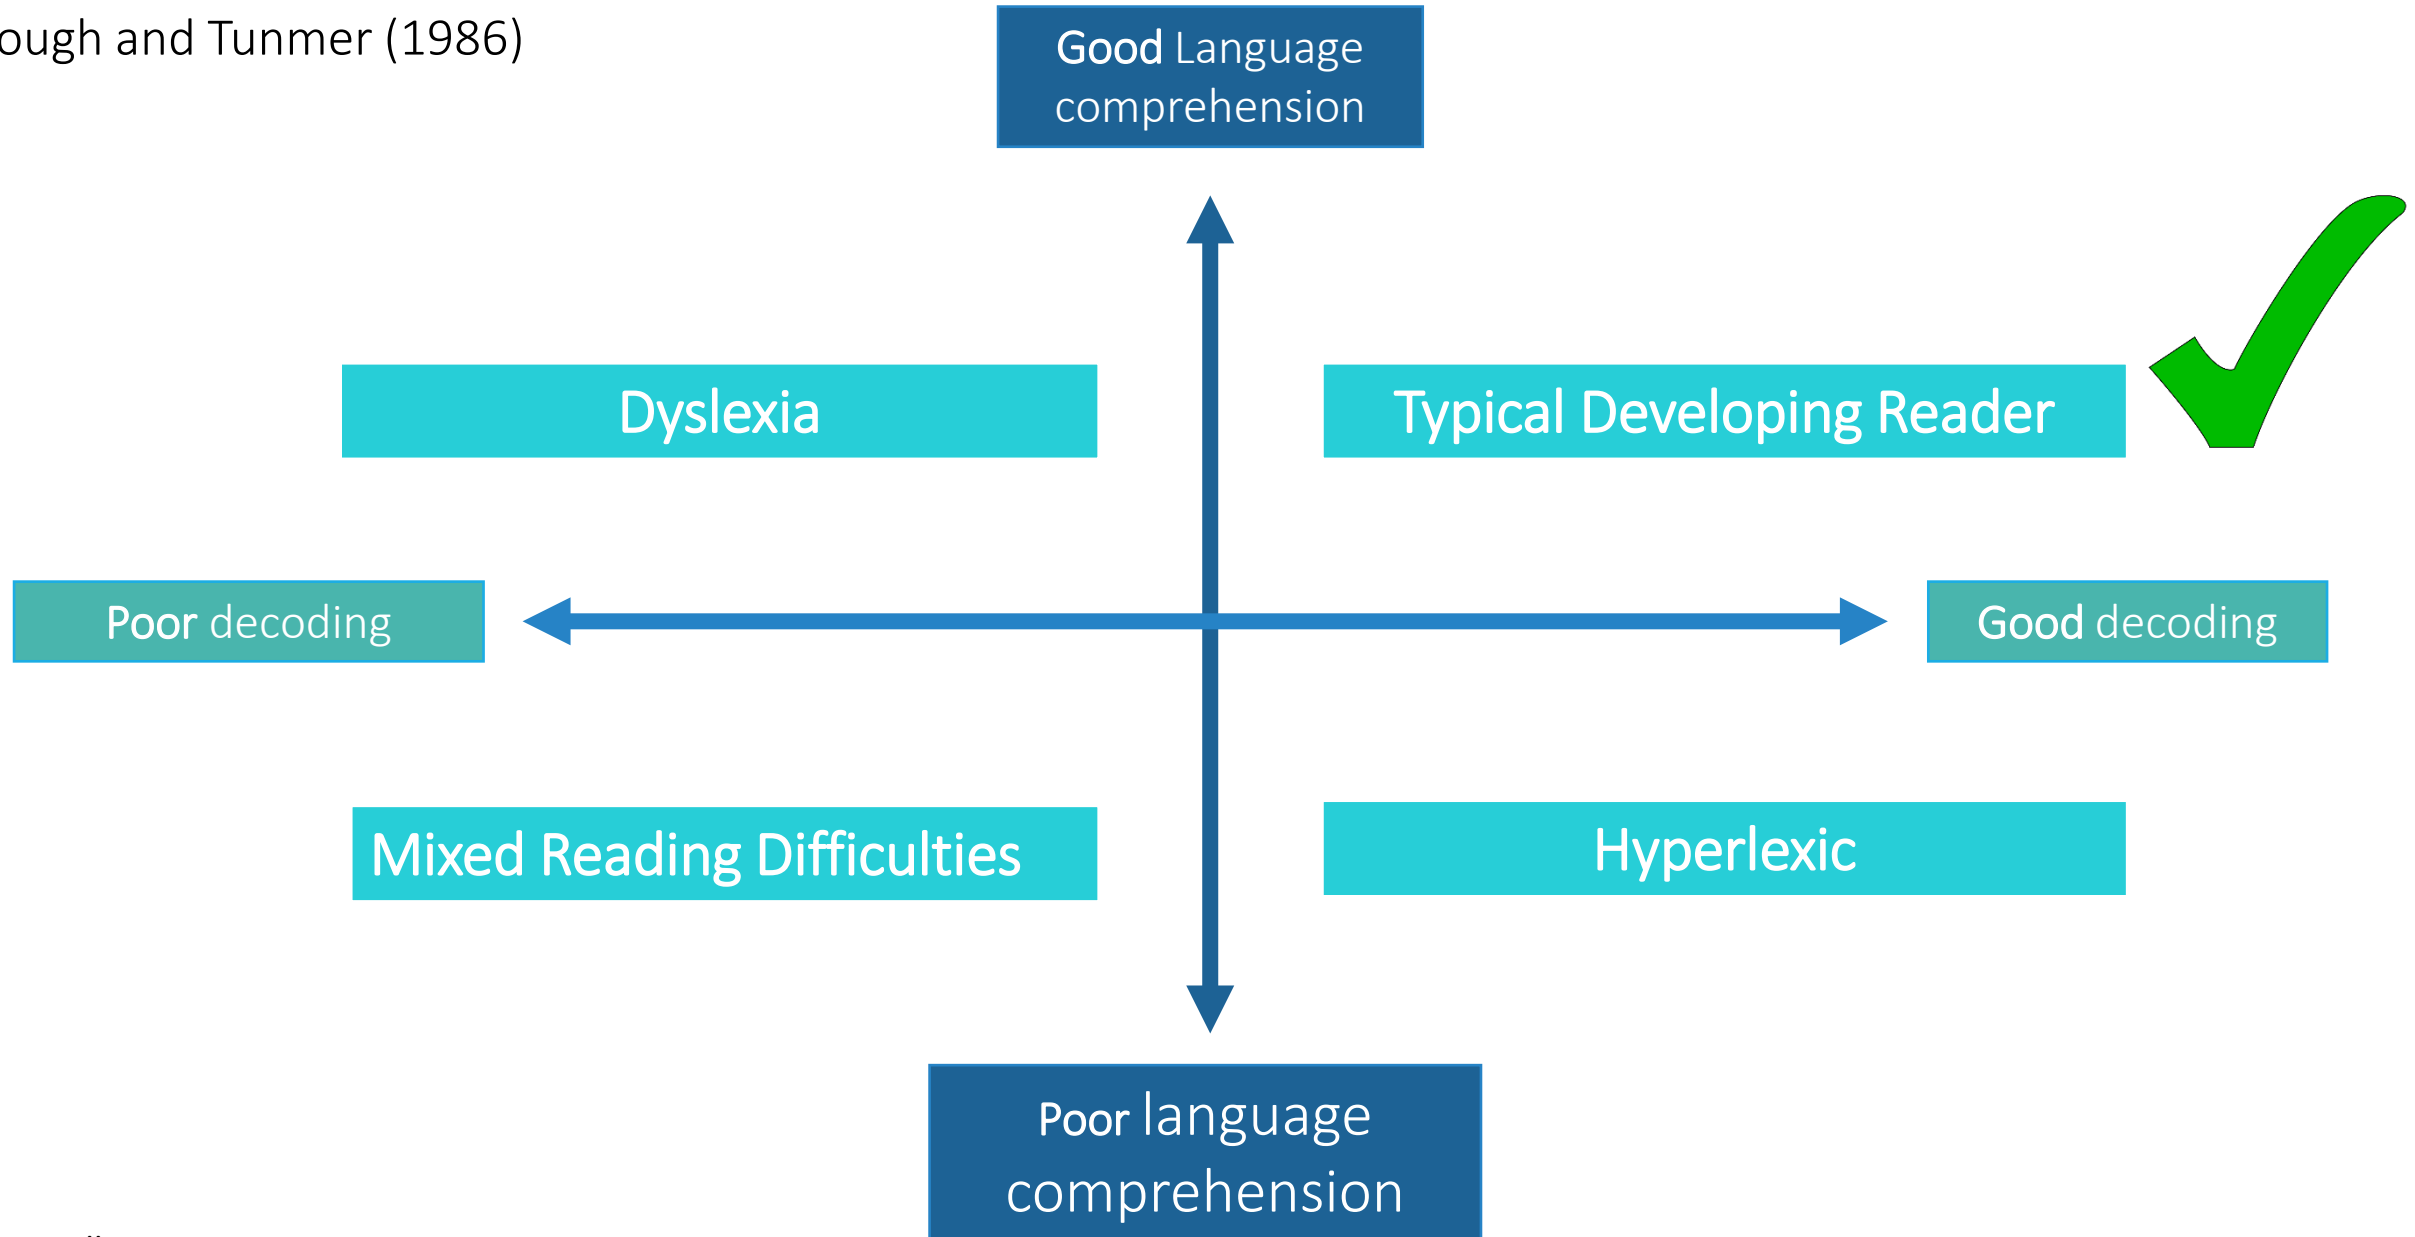 ough and Tunmer (1986)
Good Language
comprehension
Dyslexia
Typical Developing Reader
Poor decoding
Good decoding
Mixed Reading Difficulties
Hyperlexic
Poor language
comprehension